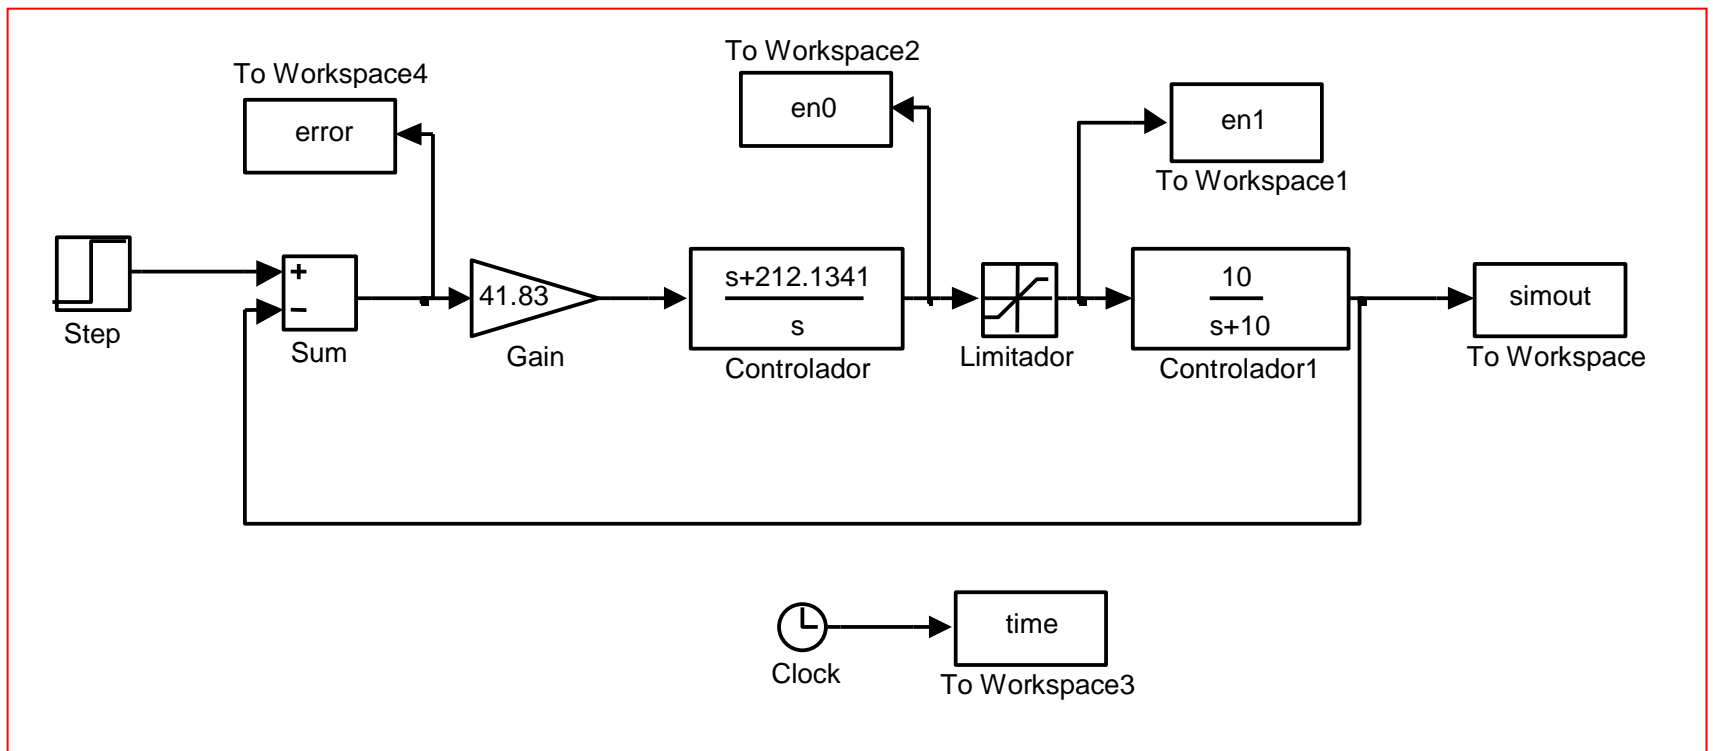 To Workspace4
error
To Workspace2
en0
en1
To Workspace1
Step
+
−
Sum
41.83
Gain
s+212.1341
s
Controlador
Limitador
10
s+10
Controlador1
simout
To Workspace
Clock
time
To Workspace3